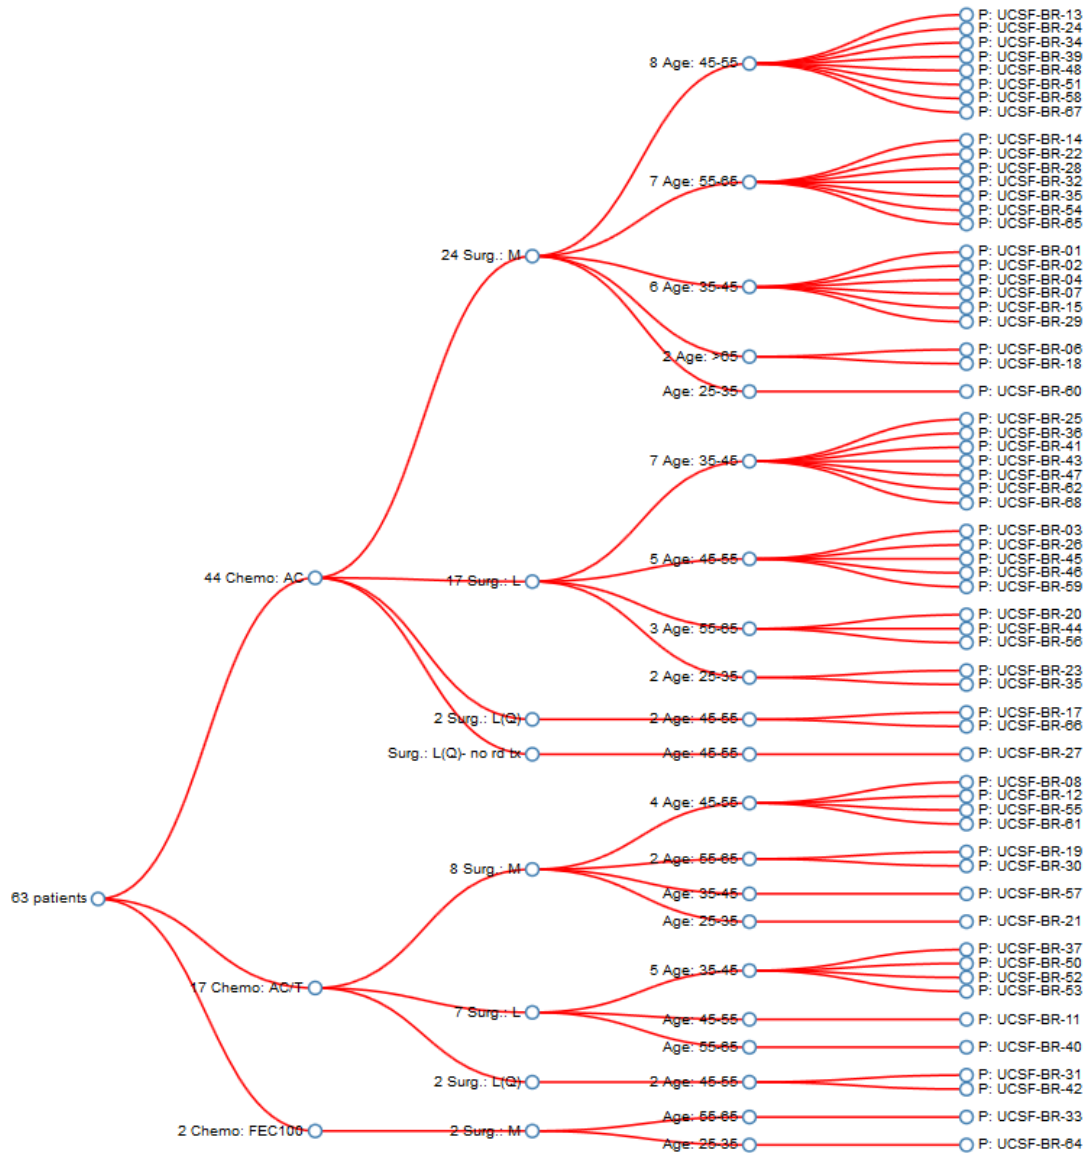 63 patients
44 Chemo: AC
24 Surg.: M
8 Age: 45-55
P: UCSF-BR-13
P: UCSF-BR-24
P: UCSF-BR-34
P: UCSF-BR-39
P: UCSF-BR-48
P: UCSF-BR-51
P: UCSF-BR-58
P: UCSF-BR-67
7 Age: 55-65
P: UCSF-BR-14
P: UCSF-BR-22
P: UCSF-BR-28
P: UCSF-BR-32
P: UCSF-BR-35
P: UCSF-BR-54
P: UCSF-BR-65
6 Age: 35-45
P: UCSF-BR-01
P: UCSF-BR-02
P: UCSF-BR-04
P: UCSF-BR-07
P: UCSF-BR-15
P: UCSF-BR-29
2 Age: >65
P: UCSF-BR-06
P: UCSF-BR-18
Age: 25-35
P: UCSF-BR-60
17 Surg.: L
7 Age: 35-45
P: UCSF-BR-25
P: UCSF-BR-36
P: UCSF-BR-41
P: UCSF-BR-43
P: UCSF-BR-47
P: UCSF-BR-62
P: UCSF-BR-68
5 Age: 45-55
P: UCSF-BR-03
P: UCSF-BR-26
P: UCSF-BR-45
P: UCSF-BR-46
P: UCSF-BR-59
3 Age: 55-65
P: UCSF-BR-20
P: UCSF-BR-44
P: UCSF-BR-56
2 Age: 25-35
P: UCSF-BR-23
P: UCSF-BR-35
2 Surg.: L(Q)
2 Age: 45-55
P: UCSF-BR-17
P: UCSF-BR-66
Surg.: L(Q)- no rd tx
Age: 45-55
P: UCSF-BR-27
17 Chemo: AC/T
8 Surg.: M
4 Age: 45-55
P: UCSF-BR-08
P: UCSF-BR-12
P: UCSF-BR-55
P: UCSF-BR-61
2 Age: 55-65
P: UCSF-BR-19
P: UCSF-BR-30
Age: 35-45
P: UCSF-BR-57
Age: 25-35
P: UCSF-BR-21
7 Surg.: L
5 Age: 35-45
P: UCSF-BR-37
P: UCSF-BR-50
P: UCSF-BR-52
P: UCSF-BR-53
Age: 45-55
P: UCSF-BR-11
Age: 55-65
P: UCSF-BR-40
2 Surg.: L(Q)
2 Age: 45-55
P: UCSF-BR-31
P: UCSF-BR-42
2 Chemo: FEC100
2 Surg.: M
Age: 55-65
P: UCSF-BR-33
Age: 25-35
P: UCSF-BR-64